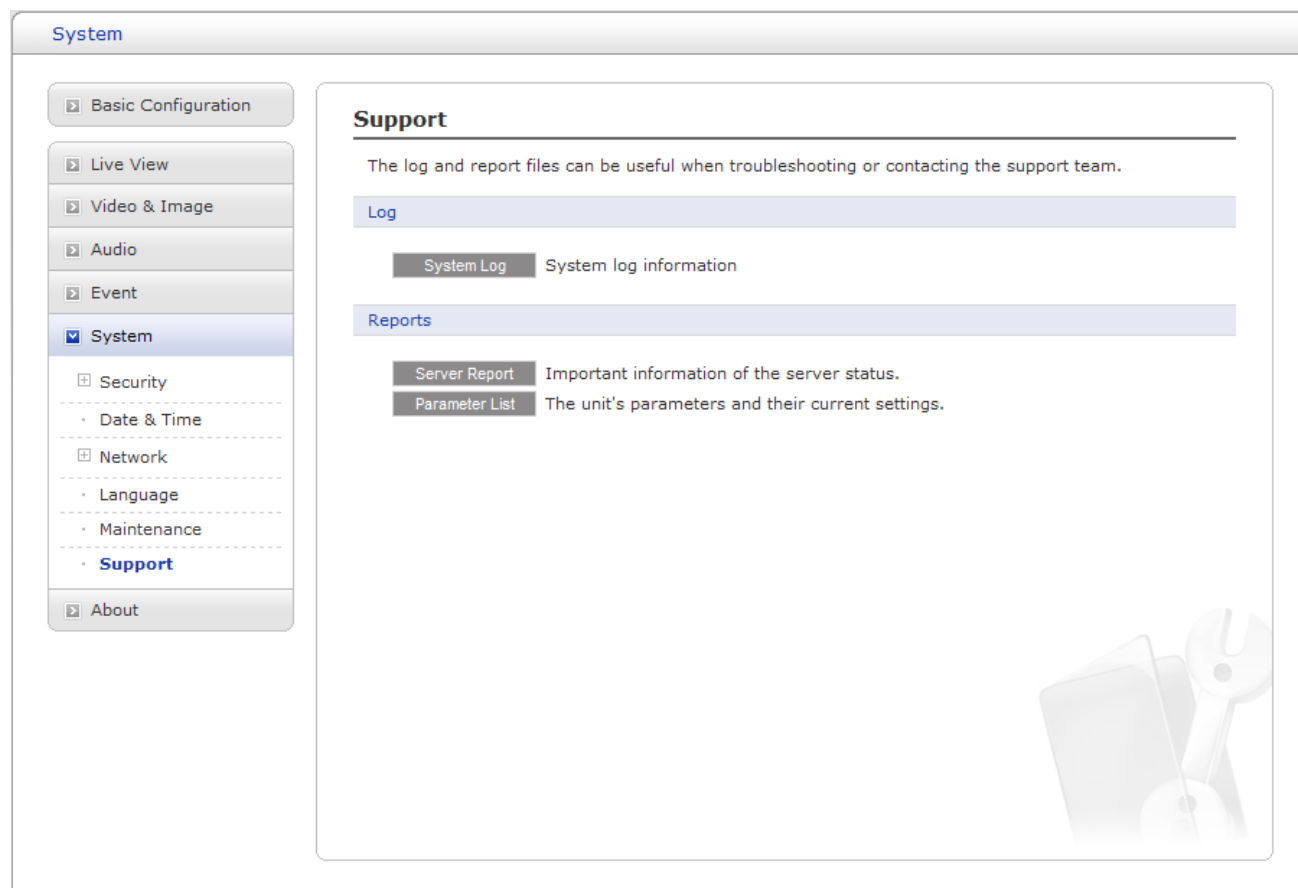 System
Basic Configuration
Live View
Video & Image
Audio
Event
System
Security
Date & Time
Network
Language
Maintenance
Support
About
Support
The log and report files can be useful when troubleshooting or contacting the support team.
Log
System Log System log information
Reports
Server Report Important information of the server status.
Parameter List The unit's parameters and their current settings.